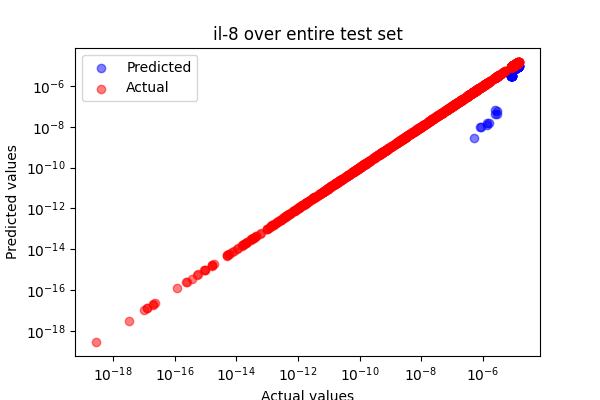 il-8 over entire test set
Predicted
Actual
Predicted values
10⁻⁶
10⁻⁸
10⁻¹⁰
10⁻¹²
10⁻¹⁴
10⁻¹⁶
10⁻¹⁸
10⁻¹⁸ 10⁻¹⁶ 10⁻¹⁴ 10⁻¹² 10⁻¹⁰ 10⁻⁸ 10⁻⁶
Actual values